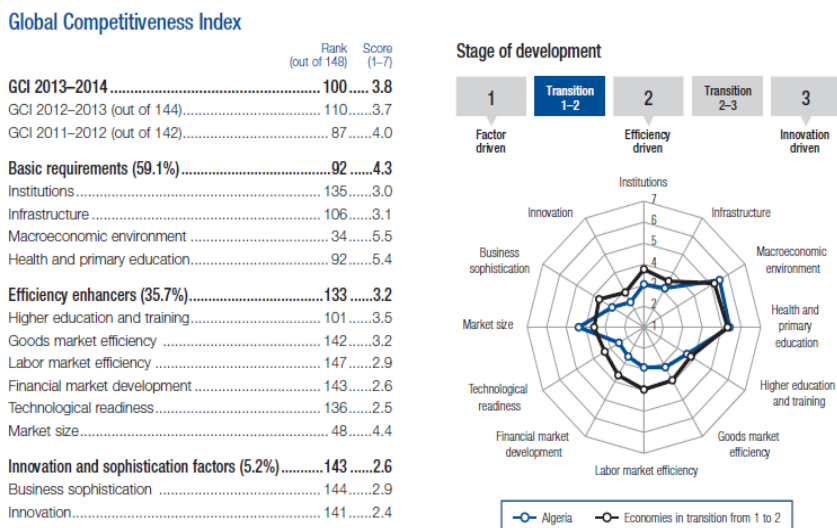 Global Competitiveness Index
Rank Score
(out of 148) (1–7)
GCI 2013–2014 100 3.8
GCI 2012–2013 (out of 144) 110 3.7
GCI 2011–2012 (out of 142) 87 4.0
Basic requirements (59.1%) 92 4.3
Institutions 135 3.0
Infrastructure 106 3.1
Macroeconomic environment 34 5.5
Health and primary education 92 5.4
Efficiency enhancers (35.7%) 133 3.2
Higher education and training 101 3.5
Goods market efficiency 142 3.2
Labor market efficiency 147 2.9
Financial market development 143 2.6
Technological readiness 136 2.5
Market size 48 4.4
Innovation and sophistication factors (5.2%) 143 2.6
Business sophistication 144 2.9
Innovation 141 2.4
Stage of development
1
Transition
1–2
2
Transition
2–3
3
Factor
driven
Efficiency
driven
Innovation
driven
Institutions
Infrastructure
Macroeconomic
environment
Health and
primary
education
Higher education
and training
Goods market
efficiency
Labor market efficiency
Financial market
development
Technological
readiness
Market size
Business
sophistication
Innovation
7
6
5
4
3
2
1
Algeria
Economies in transition from 1 to 2